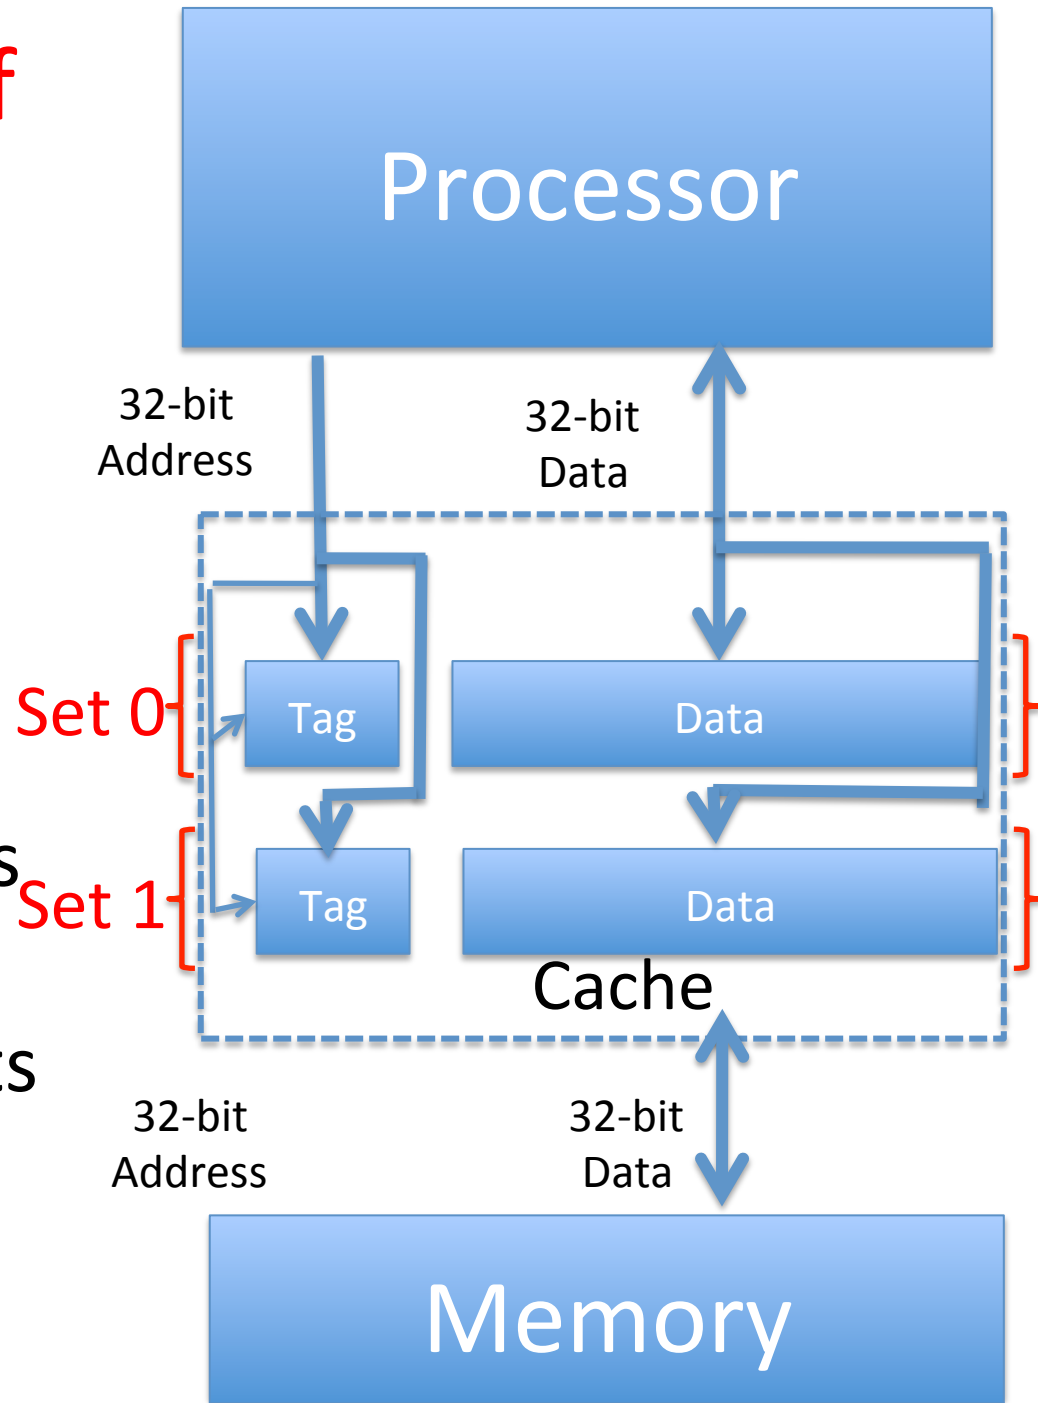 f
Processor
32-bit
Address
32-bit
Data
Set 0
Tag
Data
s
Set 1
Tag
Data
Cache
ts
32-bit
Address
32-bit
Data
Memory